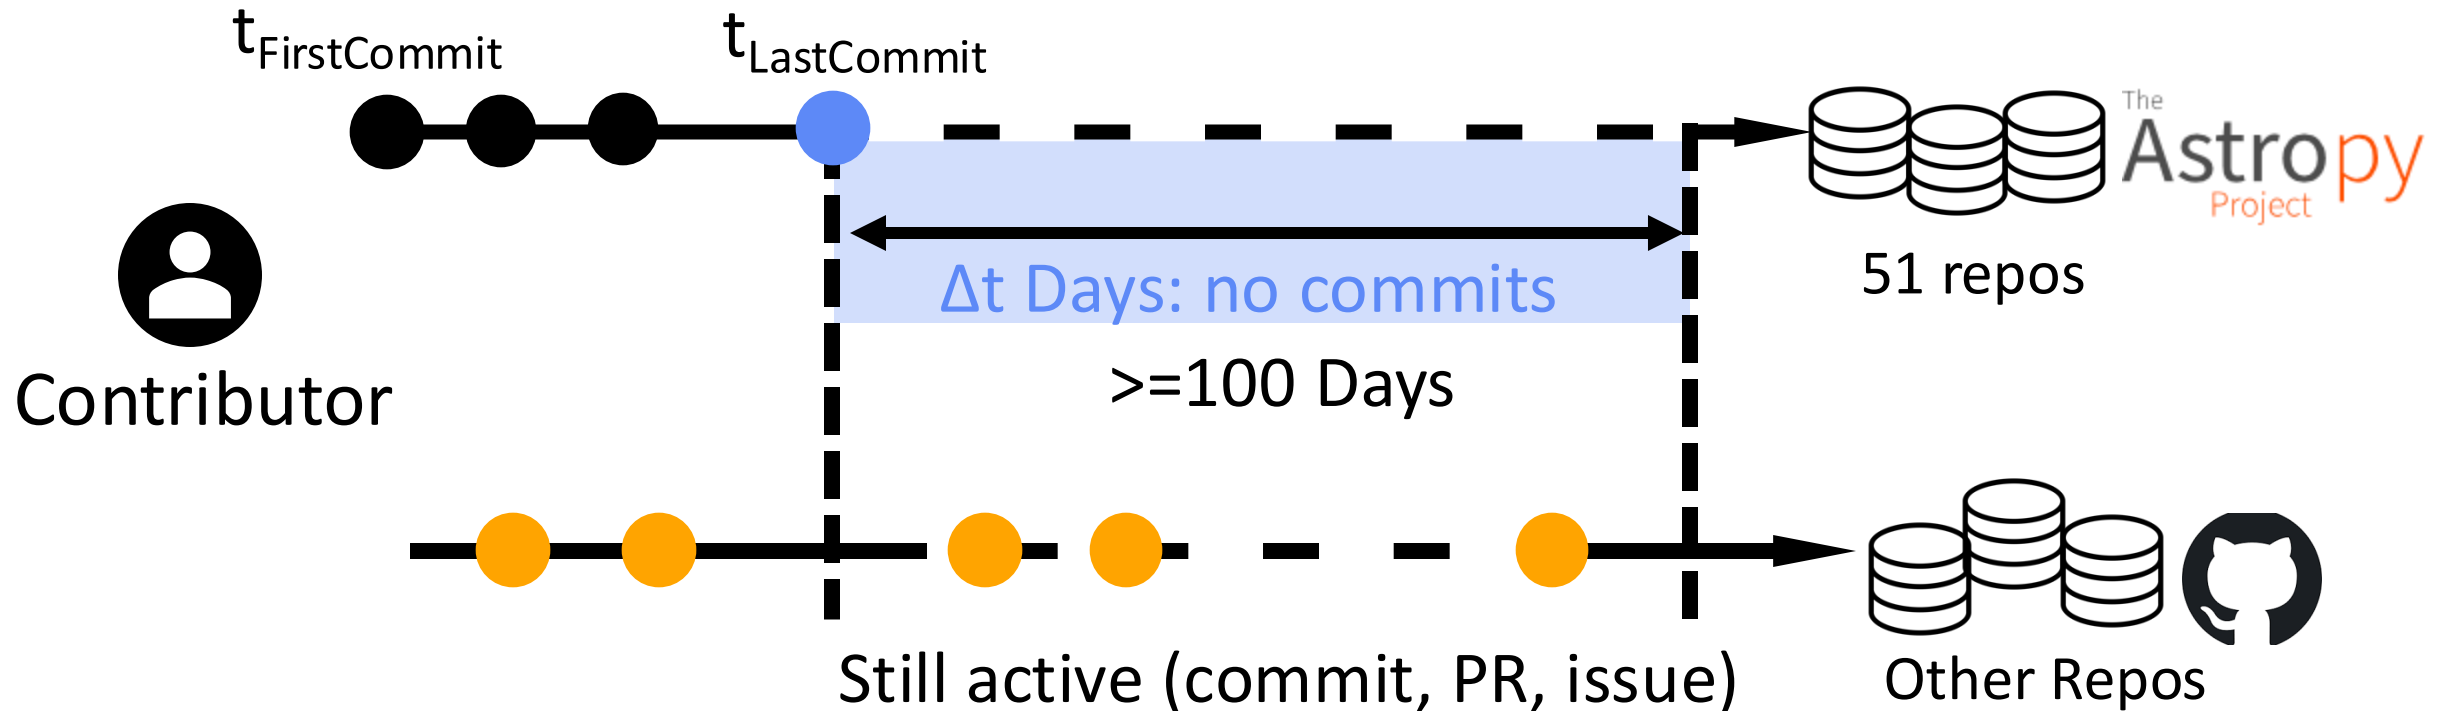 tFirstCommit
tLastCommit
The
Astropy
Project
51 repos
Δt Days: no commits
>=100 Days
Contributor
Still active (commit, PR, issue)
Other Repos